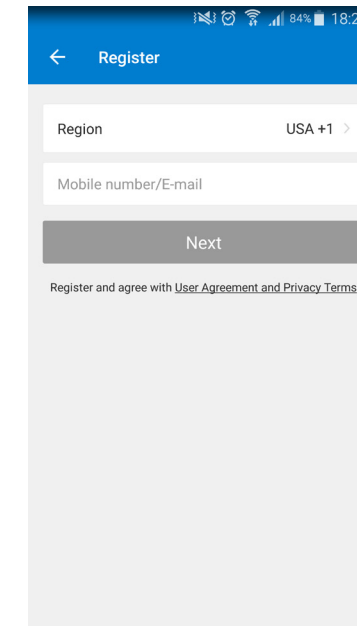 84% 18:2
Register
Region USA +1
Mobile number/E-mail
Next
Register and agree with User Agreement and Privacy Terms